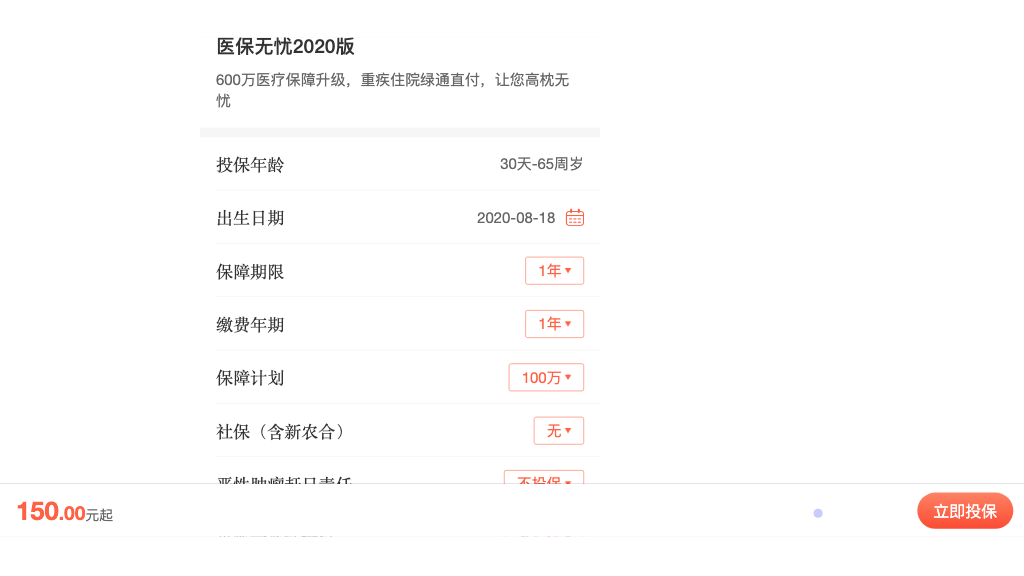 医保无忧2020版
600万医疗保障升级，重疾住院绿通直付，让您高枕无
忧
投保年龄 30天-65周岁
出生日期 2020-08-18
保障期限 1年
缴费年期 1年
保障计划 100万
社保（含新农合） 无
不投保
150.00元起 立即投保